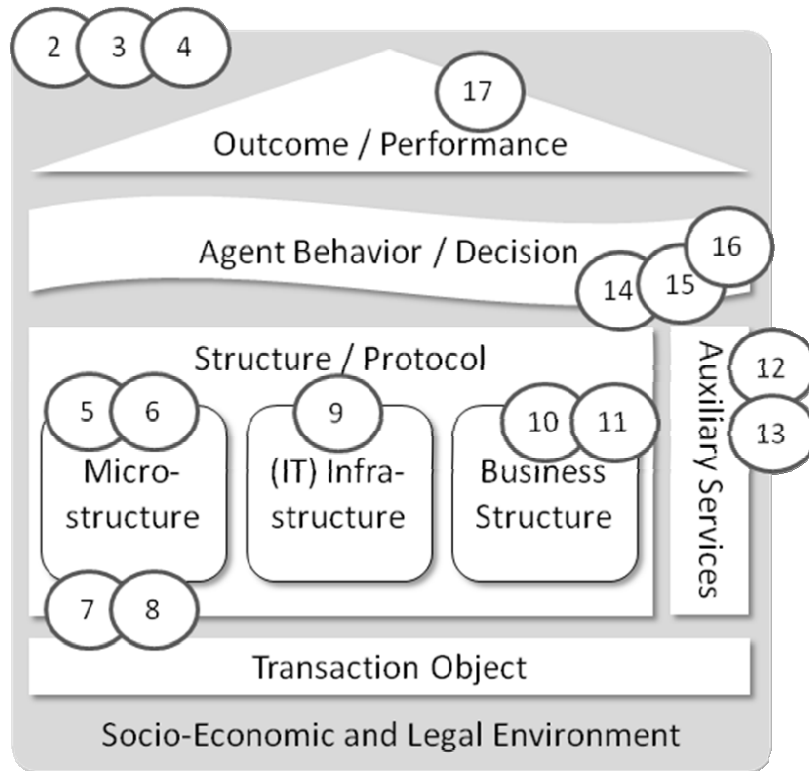 2 3 4
17
Outcome / Performance
Agent Behavior / Decision
14 15 16
Structure / Protocol
5 6
9
10 11
Micro-
structure
(IT) Infra-
structure
Business
Structure
7 8
Auxiliary Services
12
13
Transaction Object
Socio-Economic and Legal Environment